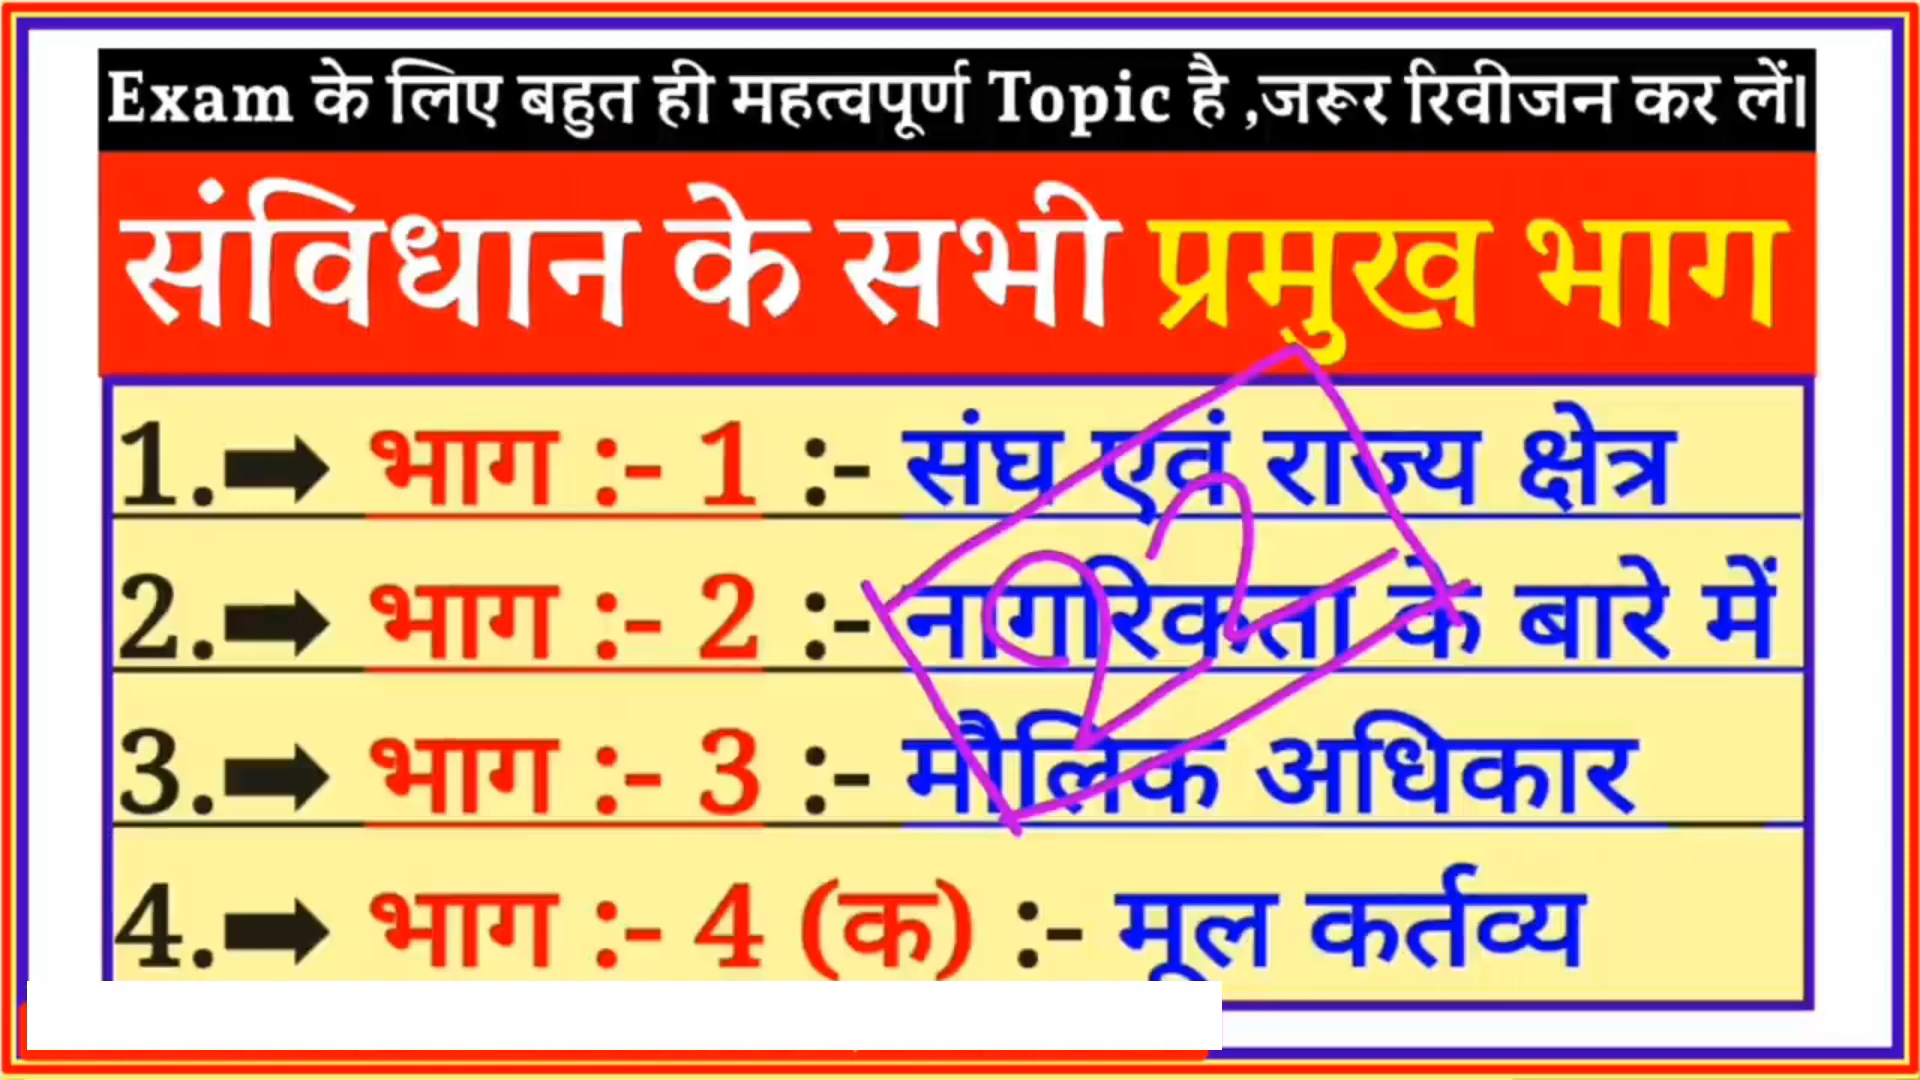 Exam के लिए बहुत ही महत्वपूर्ण Topic है ,जरूर रिवीजन कर लें।
संविधान के सभी प्रमुख भाग
1.➡ भाग :- 1 :- संघ एवं राज्य क्षेत्र
2.➡ भाग :- 2 :- नागरिकता के बारे में
3.➡ भाग :- 3 :- मौलिक अधिकार
4.➡ भाग :- 4 (क) :- मूल कर्तव्य
22